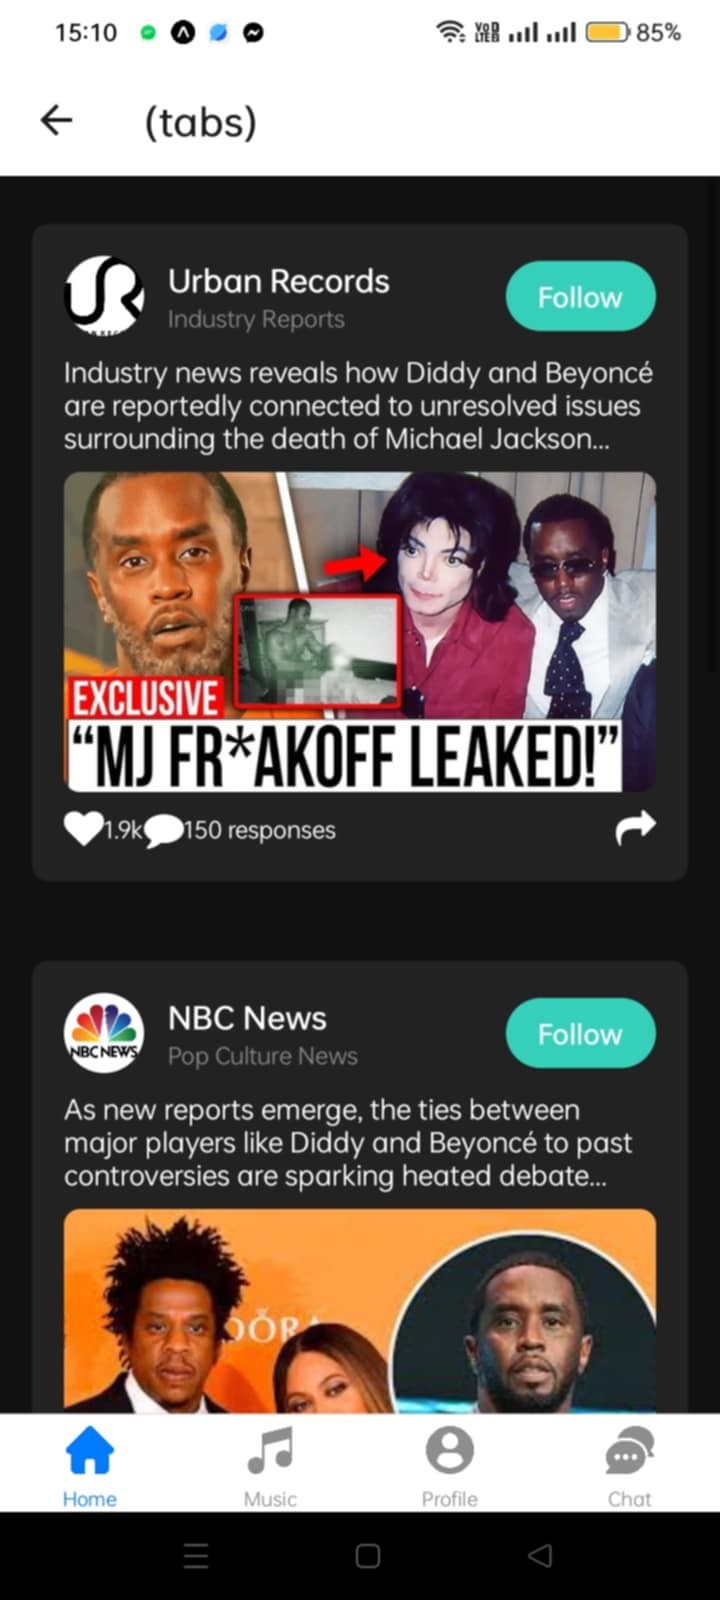 15:10
VoD
LTE
85%
(tabs)
Urban Records
Industry Reports
Follow
Industry news reveals how Diddy and Beyoncé
are reportedly connected to unresolved issues
surrounding the death of Michael Jackson...
EXCLUSIVE
“MJ FR*AKOFF LEAKED!”
1.9k
150 responses
NBC NEWS
NBC News
Pop Culture News
Follow
As new reports emerge, the ties between
major players like Diddy and Beyoncé to past
controversies are sparking heated debate...
Home
Music
Profile
Chat